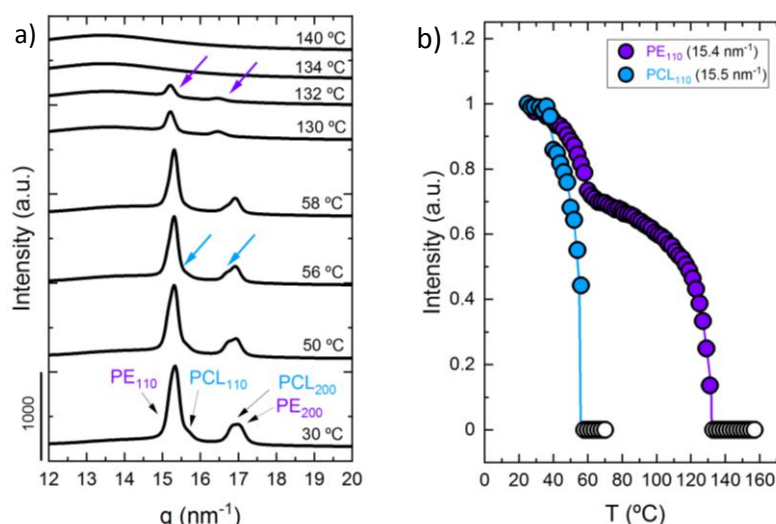 a)
Intensity (a.u.)
1000
140 ºC
134 ºC
132 ºC
130 ºC
58 ºC
56 ºC
50 ºC
30 ºC
PE₁₁₀
PCL₁₁₀
PCL₂₀₀
PE₂₀₀
12 13 14 15 16 17 18 19 20
q (nm⁻¹)
b)
Intensity (a.u.)
1.2
1
0.8
0.6
0.4
0.2
0
PE₁₁₀ (15.4 nm⁻¹)
PCL₁₁₀ (15.5 nm⁻¹)
0 20 40 60 80 100 120 140 160
T (ºC)